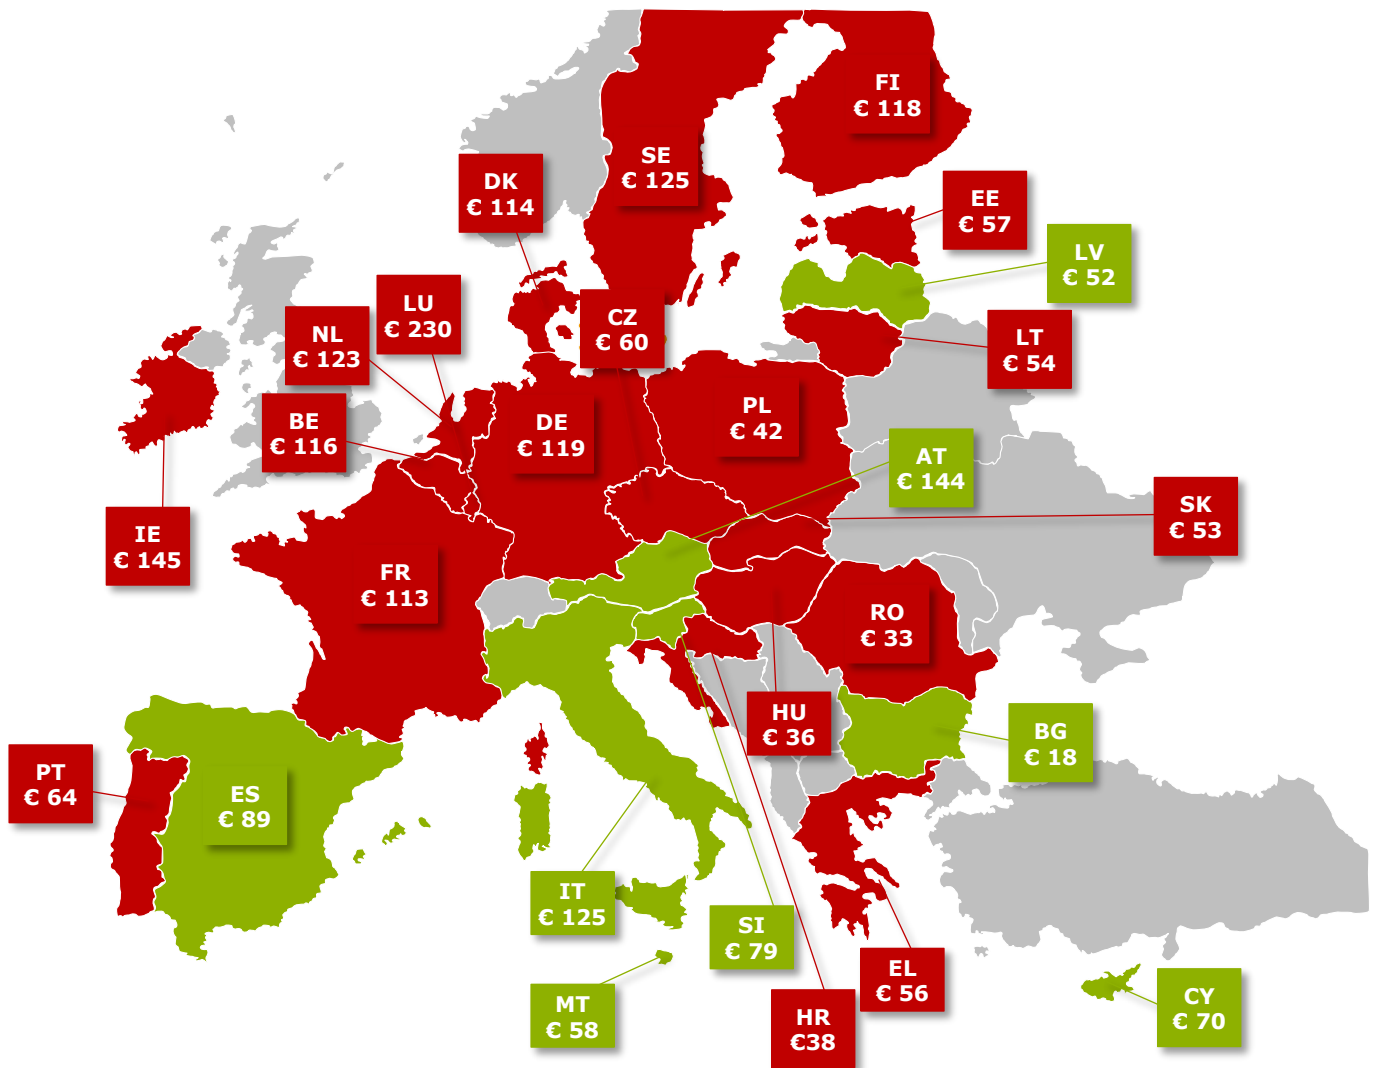 FI
€ 118
SE
€ 125
DK
€ 114
EE
€ 57
LV
€ 52
LU
€ 230
CZ
€ 60
NL
€ 123
LT
€ 54
BE
€ 116
DE
€ 119
PL
€ 42
AT
€ 144
SK
€ 53
IE
€ 145
FR
€ 113
RO
€ 33
HU
€ 36
BG
€ 18
PT
€ 64
ES
€ 89
IT
€ 125
SI
€ 79
EL
€ 56
MT
€ 58
HR
€38
CY
€ 70